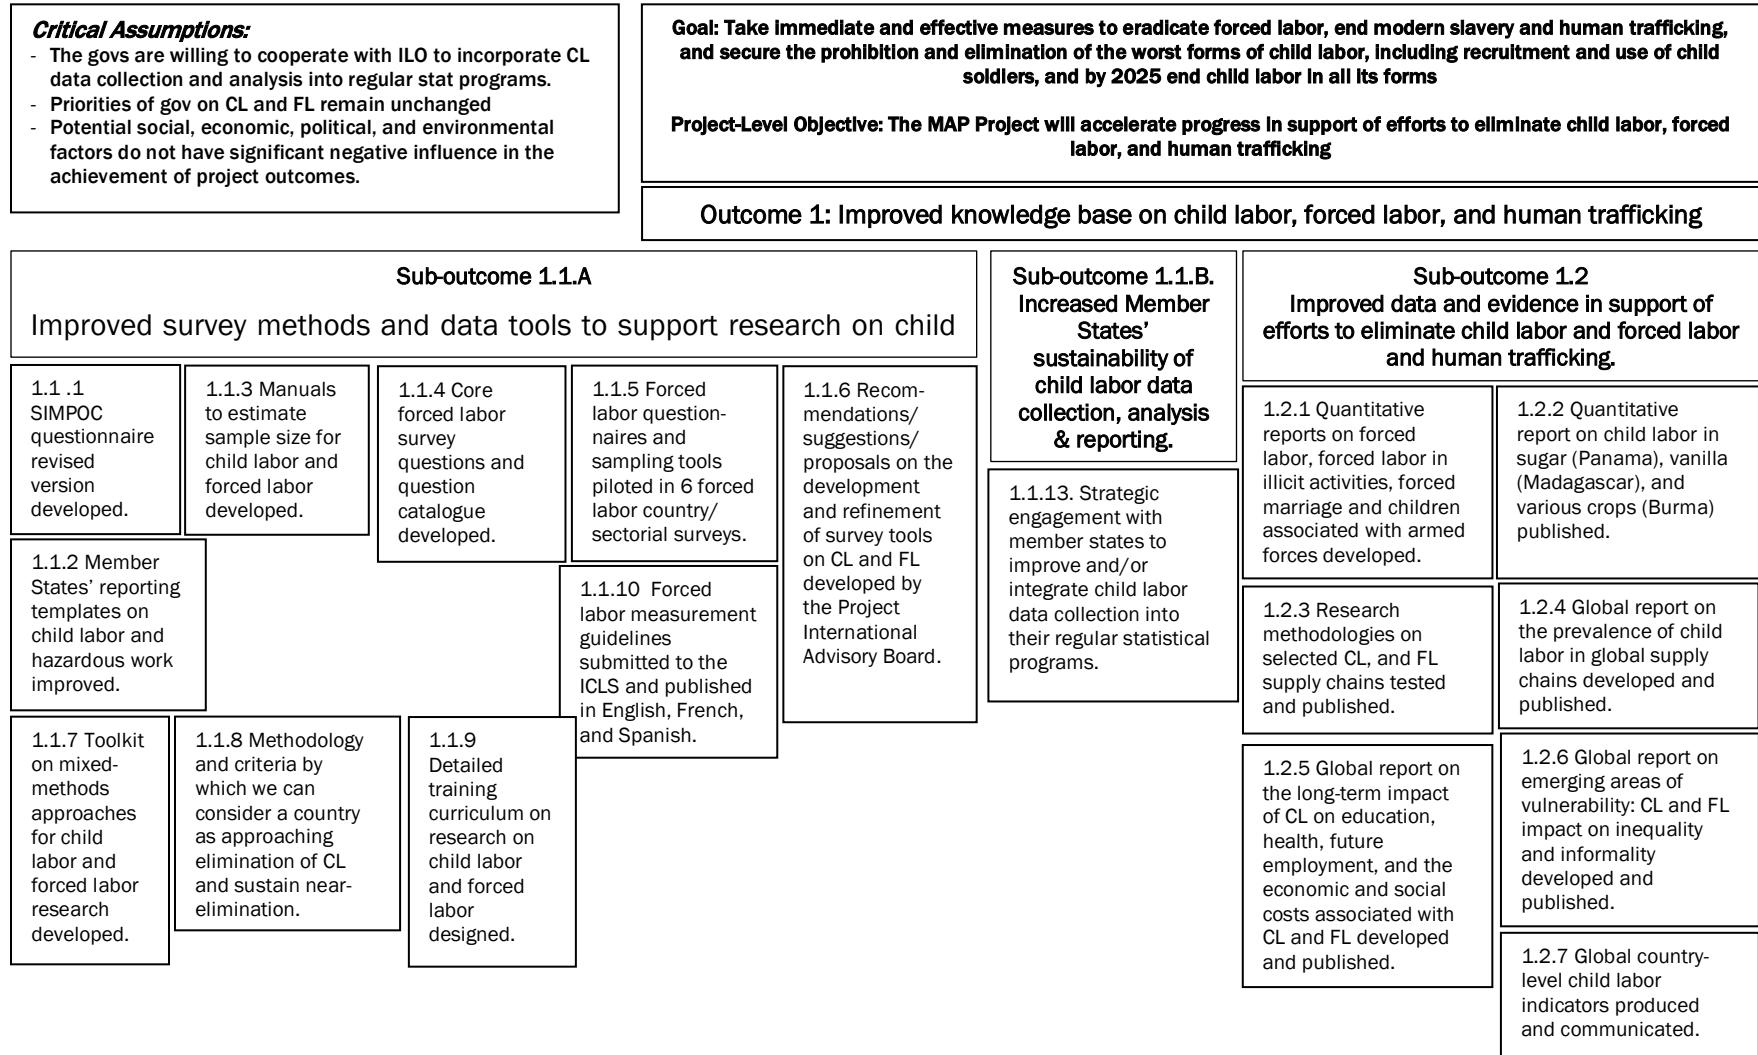 Critical Assumptions:
- The govs are willing to cooperate with ILO to incorporate CL
data collection and analysis into regular stat programs.
- Priorities of gov on CL and FL remain unchanged
- Potential social, economic, political, and environmental
factors do not have significant negative influence in the
achievement of project outcomes.
Goal: Take immediate and effective measures to eradicate forced labor, end modern slavery and human trafficking,
and secure the prohibition and elimination of the worst forms of child labor, including recruitment and use of child
soldiers, and by 2025 end child labor in all its forms
Project-Level Objective: The MAP Project will accelerate progress in support of efforts to eliminate child labor, forced
labor, and human trafficking
Outcome 1: Improved knowledge base on child labor, forced labor, and human trafficking
Sub-outcome 1.1.A
Improved survey methods and data tools to support research on child
1.1 .1
SIMPOC
questionnaire
revised
version
developed.
1.1.3 Manuals
to estimate
sample size for
child labor and
forced labor
developed.
1.1.4 Core
forced labor
survey
questions and
question
catalogue
developed.
1.1.5 Forced
labor question-
naires and
sampling tools
piloted in 6 forced
labor country/
sectorial surveys.
1.1.6 Recom-
mendations/
suggestions/
proposals on the
development
and refinement
of survey tools
on CL and FL
developed by
the Project
International
Advisory Board.
1.1.2 Member
States' reporting
templates on
child labor and
hazardous work
improved.
1.1.10 Forced
labor measurement
guidelines
submitted to the
ICLS and published
in English, French,
and Spanish.
1.1.7 Toolkit
on mixed-
methods
approaches
for child
labor and
forced labor
research
developed.
1.1.8 Methodology
and criteria by
which we can
consider a country
as approaching
elimination of CL
and sustain near-
elimination.
1.1.9
Detailed
training
curriculum on
research on
child labor
and forced
labor
designed.
Sub-outcome 1.1.B.
Increased Member
States'
sustainability of
child labor data
collection, analysis
& reporting.
1.1.13. Strategic
engagement with
member states to
improve and/or
integrate child labor
data collection into
their regular statistical
programs.
Sub-outcome 1.2
Improved data and evidence in support of
efforts to eliminate child labor and forced labor
and human trafficking.
1.2.1 Quantitative
reports on forced
labor, forced labor in
illicit activities, forced
marriage and children
associated with armed
forces developed.
1.2.2 Quantitative
report on child labor in
sugar (Panama), vanilla
(Madagascar), and
various crops (Burma)
published.
1.2.3 Research
methodologies on
selected CL, and FL
supply chains tested
and published.
1.2.4 Global report on
the prevalence of child
labor in global supply
chains developed and
published.
1.2.5 Global report on
the long-term impact
of CL on education,
health, future
employment, and the
economic and social
costs associated with
CL and FL developed
and published.
1.2.6 Global report on
emerging areas of
vulnerability: CL and FL
impact on inequality
and informality
developed and
published.
1.2.7 Global country-
level child labor
indicators produced
and communicated.